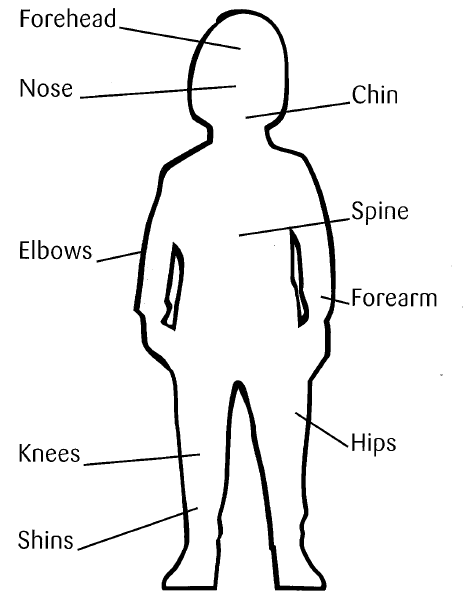 Forehead
Nose
Chin
Spine
Elbows
Forearm
Hips
Knees
Shins